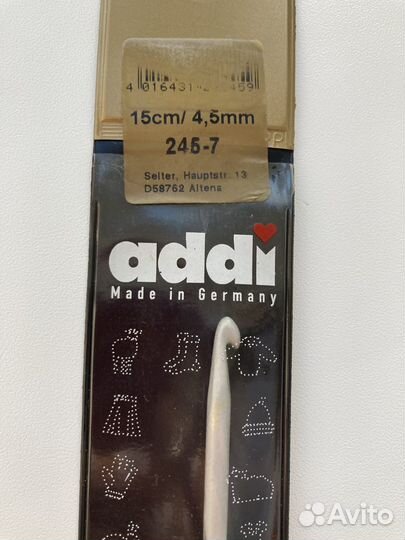 15cm/ 4,5mm
245-7
Selter, Hauptstr. 13
D58762 Altena
addi
Made in Germany
Avito